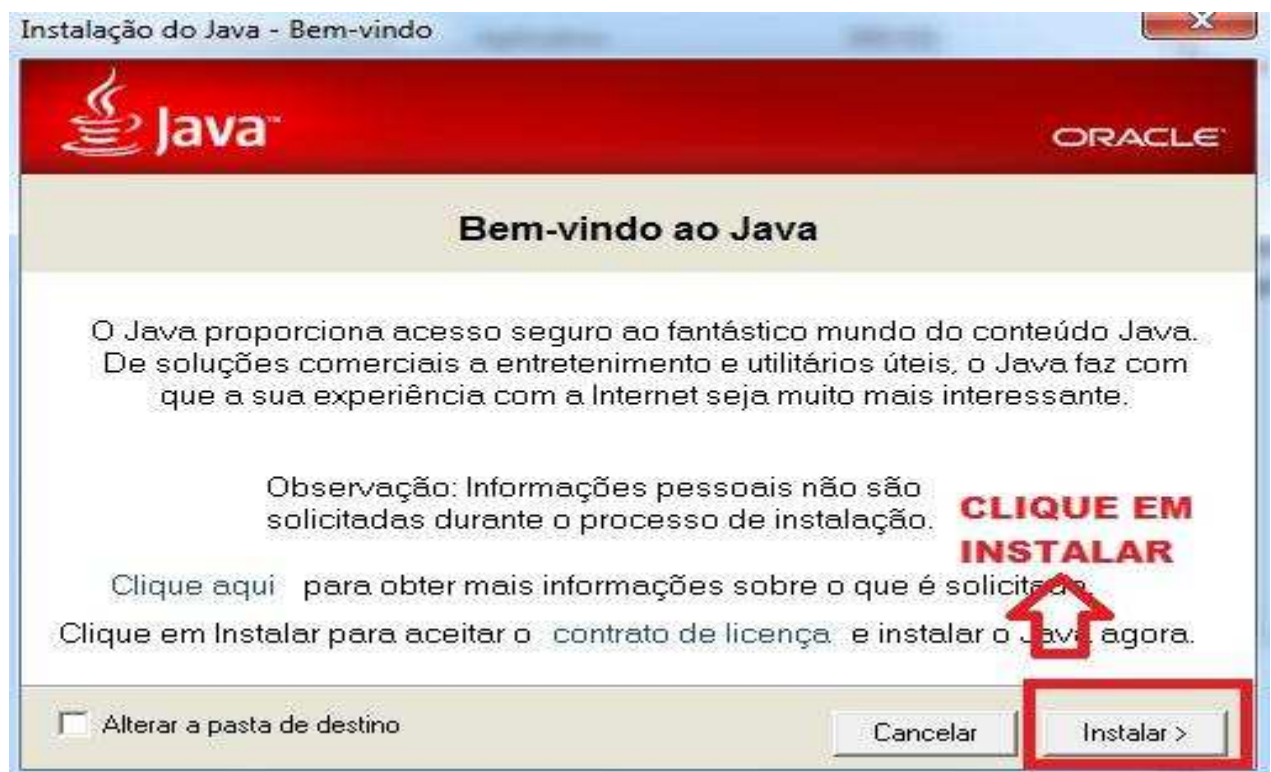 Instalação do Java - Bem-vindo
Java™
ORACLE
Bem-vindo ao Java
O Java proporciona acesso seguro ao fantástico mundo do conteúdo Java.
De soluções comerciais a entretenimento e utilitários úteis, o Java faz com
que a sua experiência com a Internet seja muito mais interessante.
Observação: Informações pessoais não são
solicitadas durante o processo de instalação.
CLIQUE EM
INSTALAR
Clique aqui para obter mais informações sobre o que é
Clique em Instalar para aceitar o contrato de licença e instalar o Java agora.
Alterar a pasta de destino
Cancelar
Instalar >